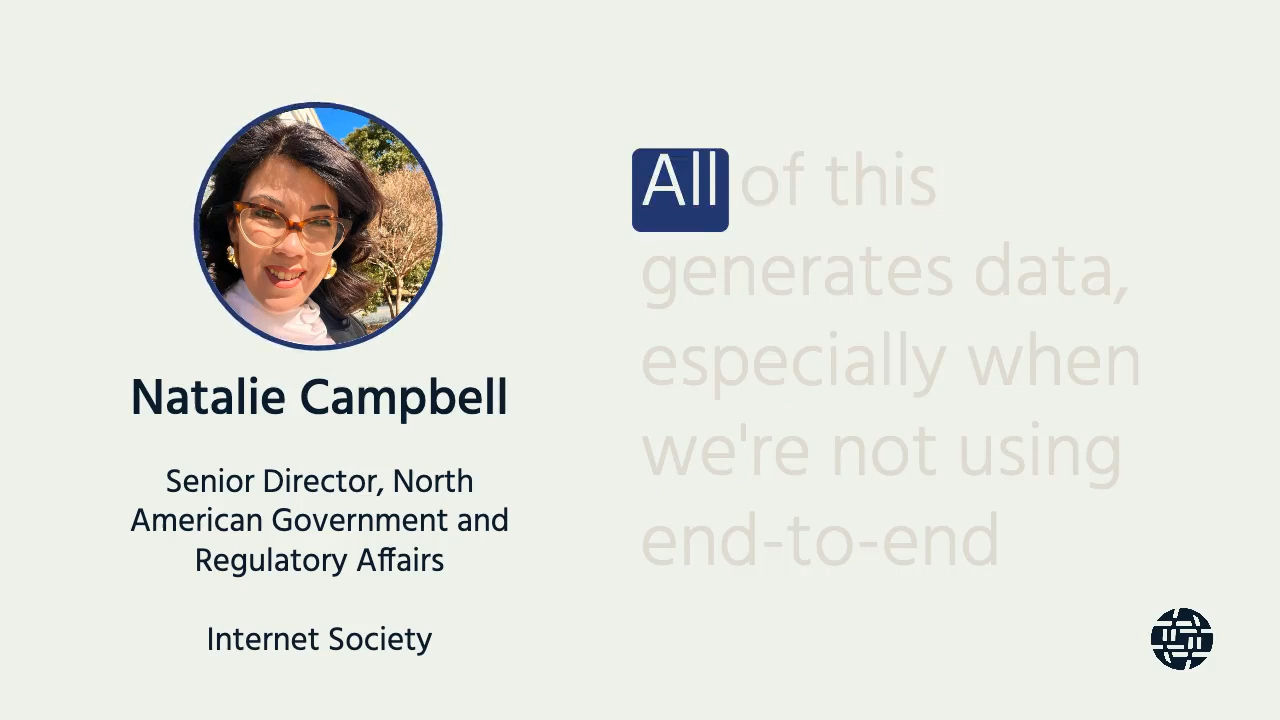 Natalie Campbell
Senior Director, North
American Government and
Regulatory Affairs
Internet Society
All of this
generates data,
especially when
we're not using
end-to-end